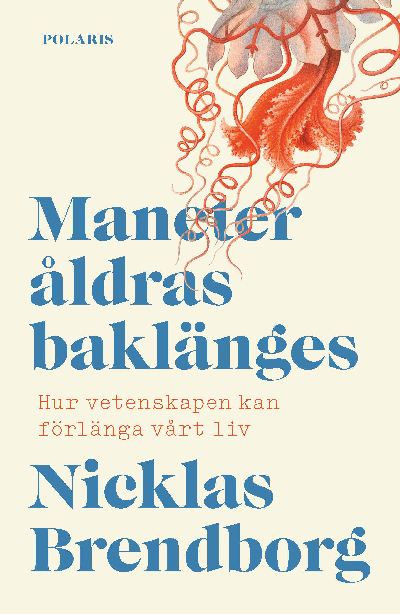 POLARIS
Maneter
åldras
baklänges
Hur vetenskapen kan
förlänga vårt liv
Nicklas
Brendborg